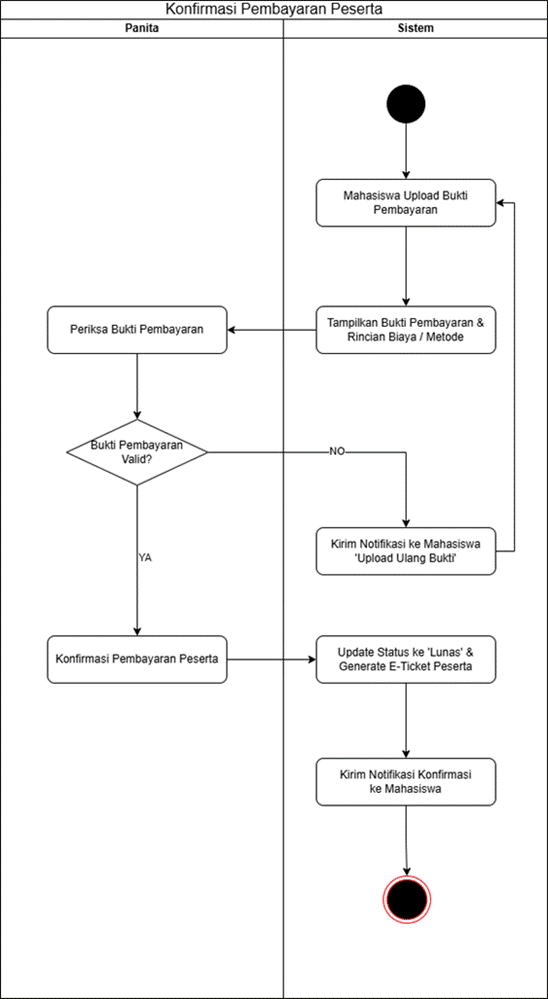 Konfirmasi Pembayaran Peserta
Panita
Sistem
Mahasiswa Upload Bukti
Pembayaran
Periksa Bukti Pembayaran
Tampilkan Bukti Pembayaran &
Rincian Biaya / Metode
Bukti Pembayaran
Valid?
NO
Kirim Notifikasi ke Mahasiswa
'Upload Ulang Bukti'
YA
Konfirmasi Pembayaran Peserta
Update Status ke 'Lunas' &
Generate E-Ticket Peserta
Kirim Notifikasi Konfirmasi
ke Mahasiswa